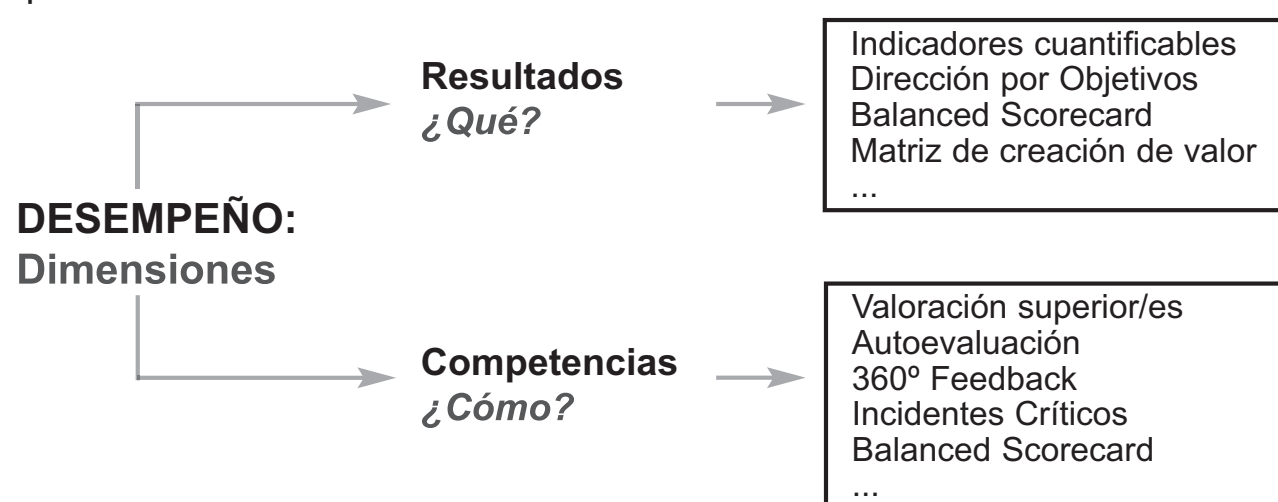 DESEMPEÑO:
Dimensiones
Resultados
¿Qué?
Indicadores cuantificables
Dirección por Objetivos
Balanced Scorecard
Matriz de creación de valor
...
Competencias
¿Cómo?
Valoración superior/es
Autoevaluación
360º Feedback
Incidentes Críticos
Balanced Scorecard
...